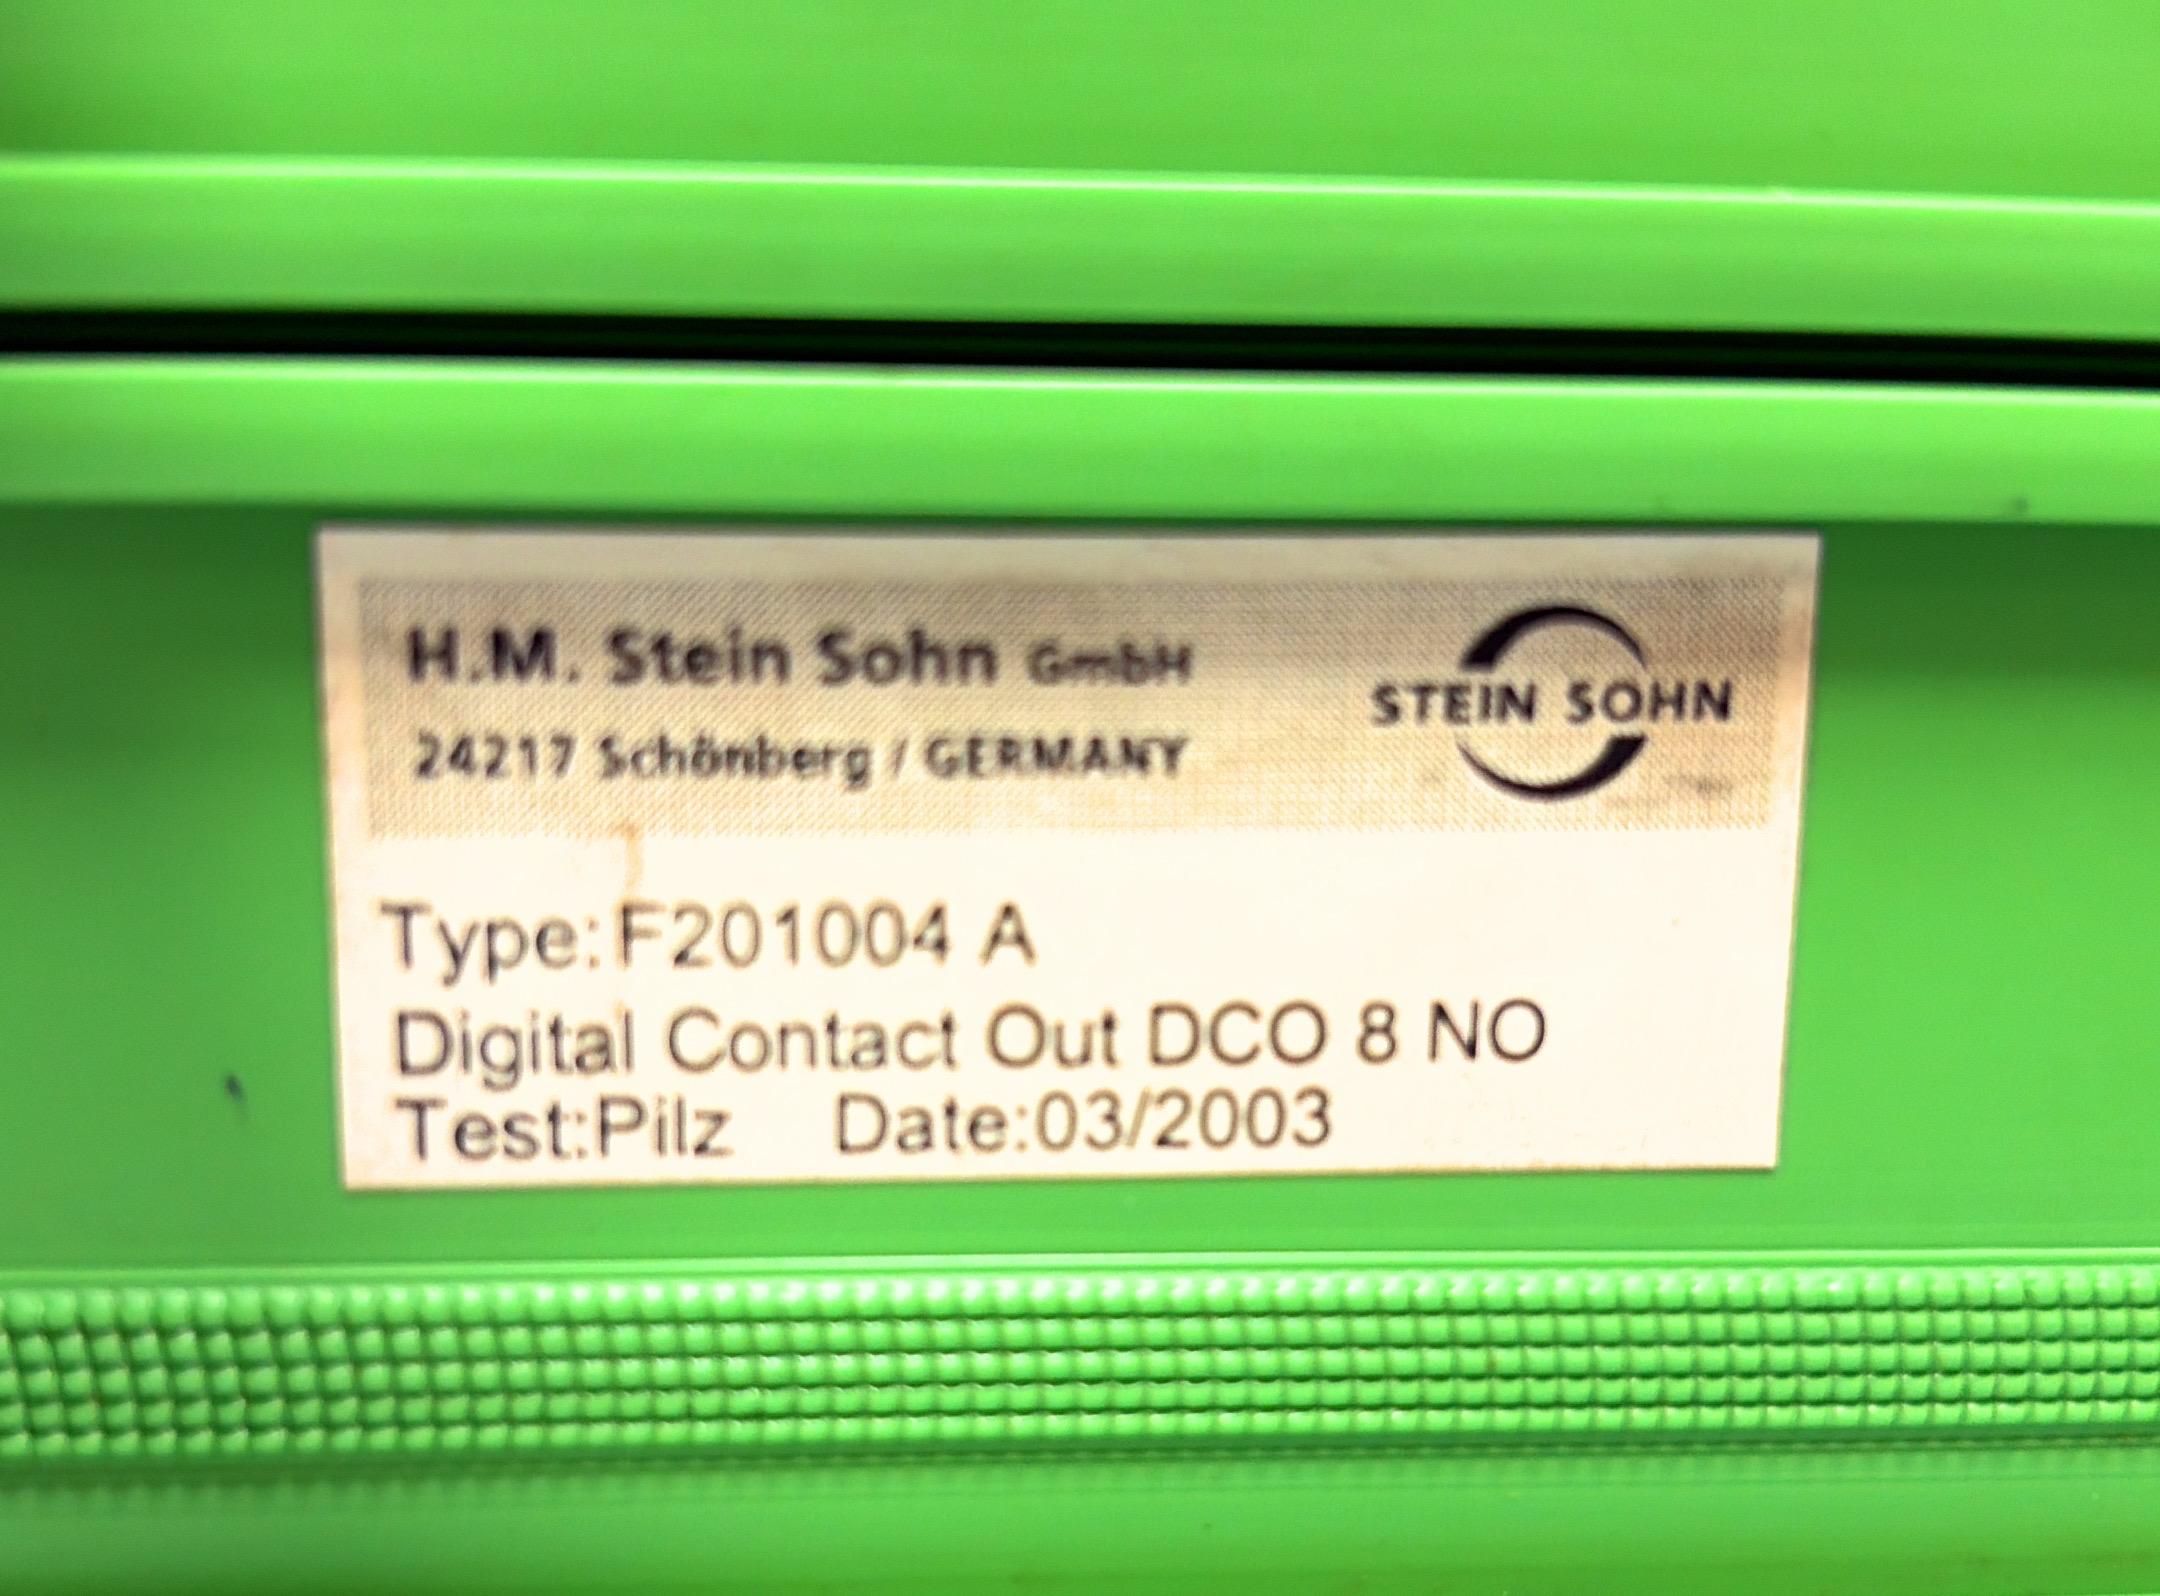 H.M. Stein Sohn GmbH
24217 Schönberg / GERMANY
STEIN SOHN
Type:F201004 A
Digital Contact Out DCO 8 NO
Test:Pilz Date:03/2003